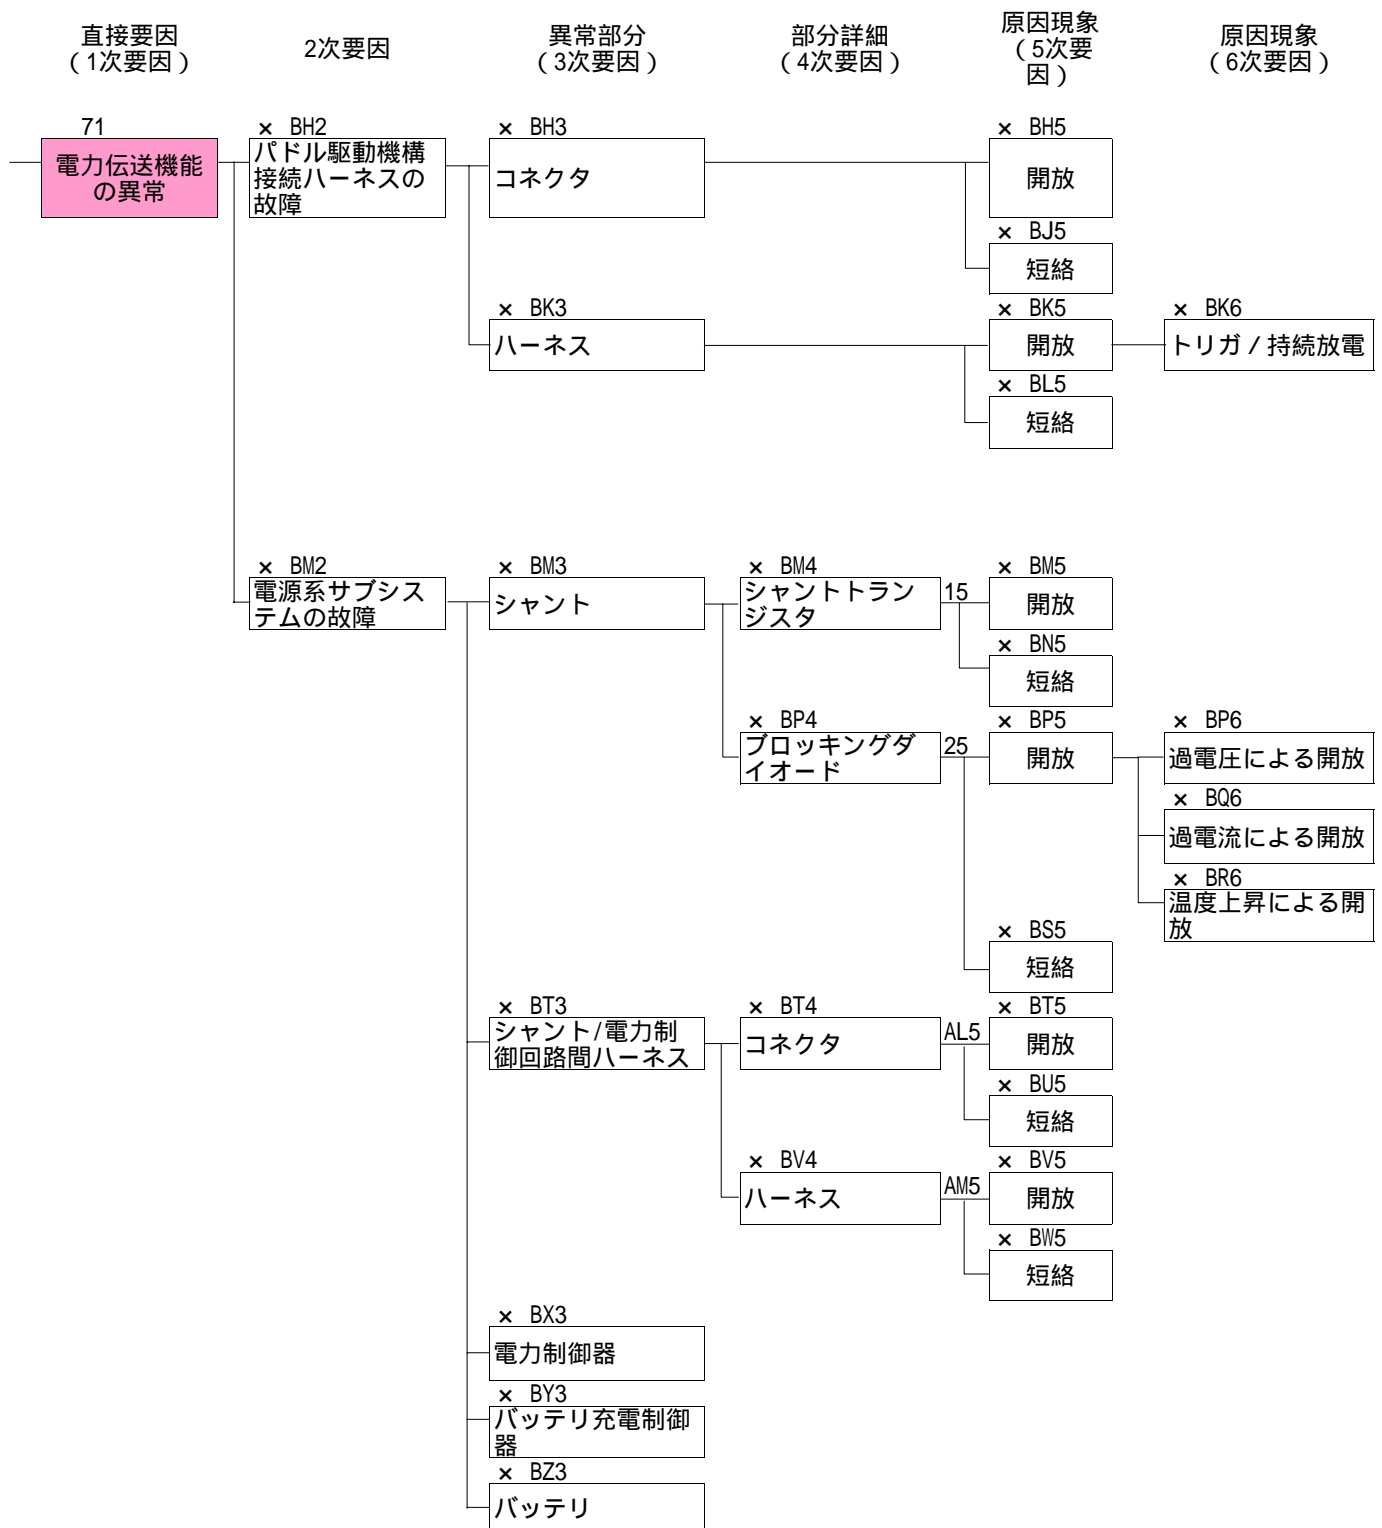 直接要因
（1次要因）
2次要因
異常部分
（3次要因）
部分詳細
（4次要因）
原因現象
（5次要
因）
原因現象
（6次要因）
71
電力伝送機能
の異常
× BH2
パドル駆動機構
接続ハーネスの
故障
× BH3
コネクタ
× BH5
開放
× BJ5
短絡
× BK3
ハーネス
× BK5
開放
× BK6
トリガ／持続放電
× BL5
短絡
× BM2
電源系サブシス
テムの故障
× BM3
シャント
× BM4
シャントトラン
ジスタ
15
× BM5
開放
× BN5
短絡
× BP4
ブロッキングダ
イオード
25
× BP5
開放
× BP6
過電圧による開放
× BQ6
過電流による開放
× BR6
温度上昇による開
放
× BS5
短絡
× BT3
シャント/電力制
御回路間ハーネス
× BT4
コネクタ
AL5
× BT5
開放
× BU5
短絡
× BV4
ハーネス
AM5
× BV5
開放
× BW5
短絡
× BX3
電力制御器
× BY3
バッテリ充電制御
器
× BZ3
バッテリ